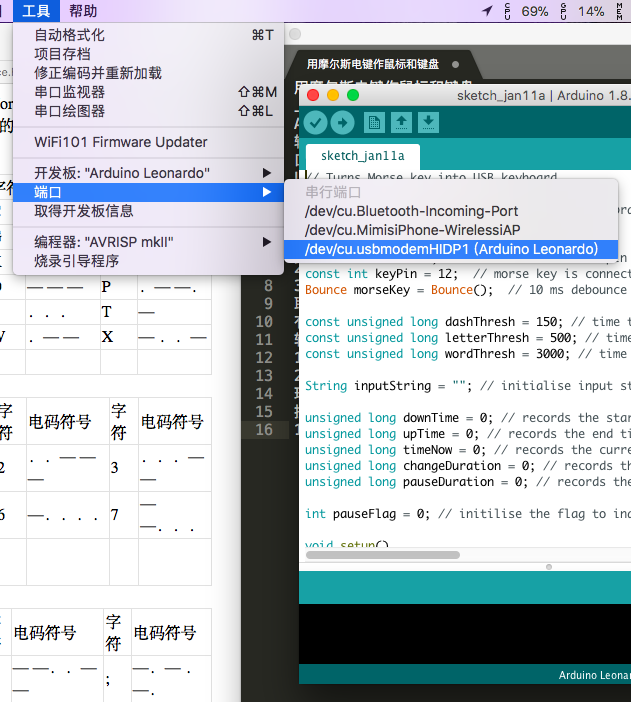 工具 帮助
CPU 69% GPU 14% MEM
自动格式化 ⌘T
项目存档
修正编码并重新加载
串口监视器 ⇧⌘M
串口绘图器 ⇧⌘L
WiFi101 Firmware Updater
开发板: "Arduino Leonardo"
端口
取得开发板信息
编程器: "AVRISP mkII"
烧录引导程序
串行端口
/dev/cu.Bluetooth-Incoming-Port
/dev/cu.MimisiPhone-WirelessiAP
/dev/cu.usbmodemHIDP1 (Arduino Leonardo)
用摩尔斯电键作鼠标和键盘
sketch_jan11a | Arduino 1.8.
sketch_jan11a
// Turns Morse key into USB keyboard
const int keyPin = 12; // morse key is connect
Bounce morseKey = Bounce(); // 10 ms debounce
const unsigned long dashThresh = 150; // time t
const unsigned long letterThresh = 500; // time
const unsigned long wordThresh = 3000; // time
String inputString = ""; // initialise input st
unsigned long downTime = 0; // records the star
unsigned long upTime = 0; // records the end ti
unsigned long timeNow = 0; // records the curre
unsigned long changeDuration = 0; // records th
unsigned long pauseDuration = 0; // records the
int pauseFlag = 0; // initilise the flag to ind
void setup()
Arduino Leona
8
9
10
11
12
13
14
15
16
— — — P . — — .
. . . T —
. — — X — . . —
字符 电码符号 字符 电码符号
2 . . — — — 3 . . . — —
6 — . . . . 7 — — . . .
电码符号 字符 电码符号
— — . . — — ; — . — . — .